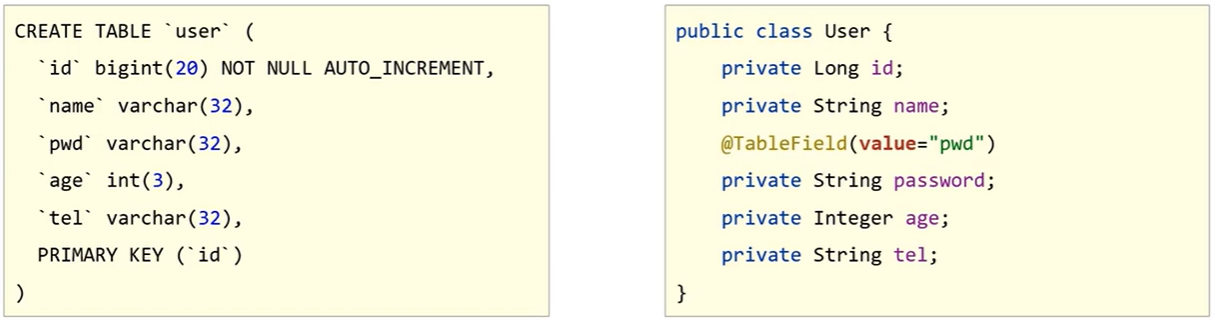 CREATE TABLE `user` (
`id` bigint(20) NOT NULL AUTO_INCREMENT,
`name` varchar(32),
`pwd` varchar(32),
`age` int(3),
`tel` varchar(32),
PRIMARY KEY (`id`)
)
public class User {
private Long id;
private String name;
@TableField(value="pwd")
private String password;
private Integer age;
private String tel;
}